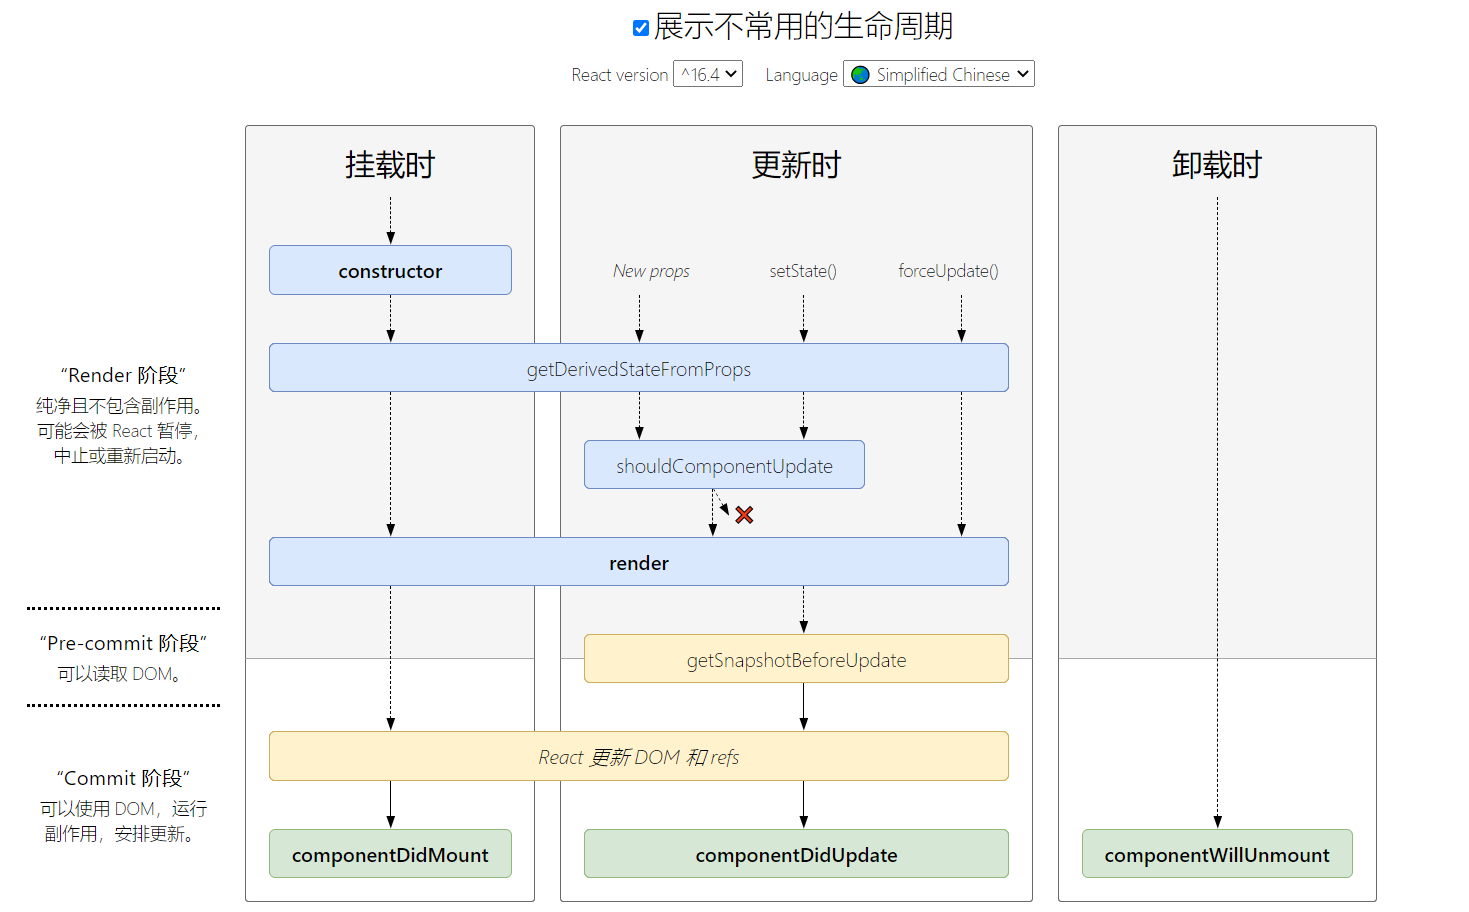 展示不常用的生命周期
React version ^16.4 Language Simplified Chinese
挂载时
更新时
卸载时
constructor
New props
setState()
forceUpdate()
getDerivedStateFromProps
“Render 阶段”
纯净且不包含副作用。
可能会被 React 暂停，
中止或重新启动。
shouldComponentUpdate
render
“Pre-commit 阶段”
可以读取 DOM。
getSnapshotBeforeUpdate
React 更新 DOM 和 refs
“Commit 阶段”
可以使用 DOM，运行
副作用，安排更新。
componentDidMount
componentDidUpdate
componentWillUnmount